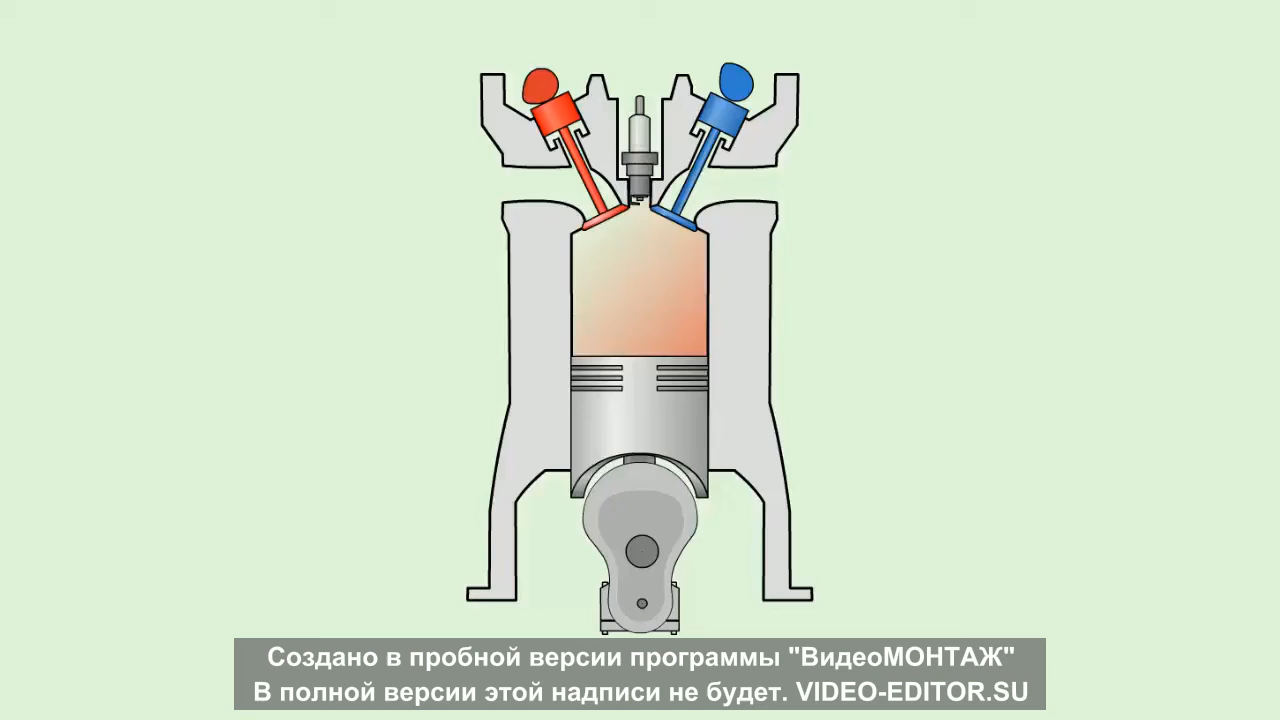 Создано в пробной версии программы "ВидеоМОНТАЖ"
В полной версии этой надписи не будет. VIDEO-EDITOR.SU